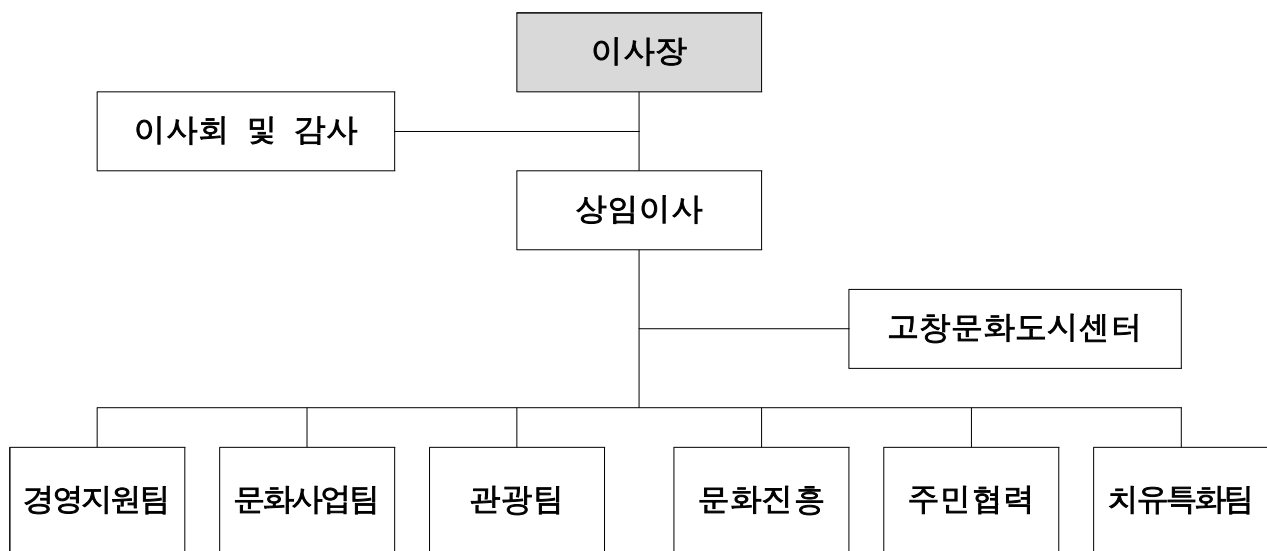 이사장
이사회 및 감사
상임이사
고창문화도시센터
경영지원팀
문화사업팀
관광팀
문화진흥
주민협력
치유특화팀